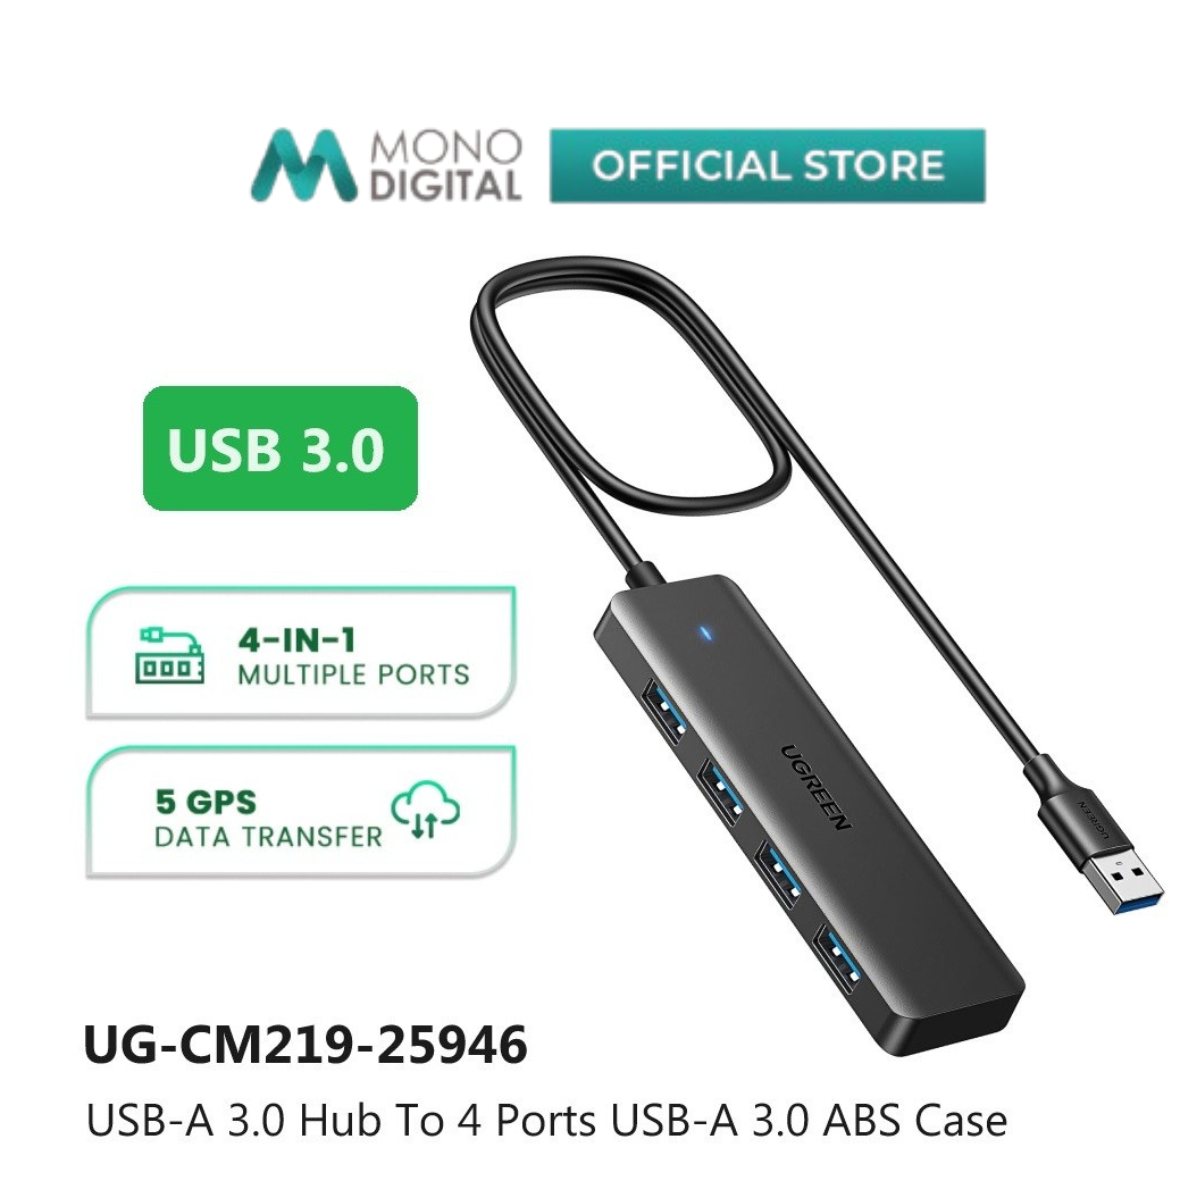 MONO
DIGITAL
OFFICIAL STORE
USB 3.0
4-IN-1
MULTIPLE PORTS
5 GPS
DATA TRANSFER
UGREEN
UGREEN
UG-CM219-25946
USB-A 3.0 Hub To 4 Ports USB-A 3.0 ABS Case